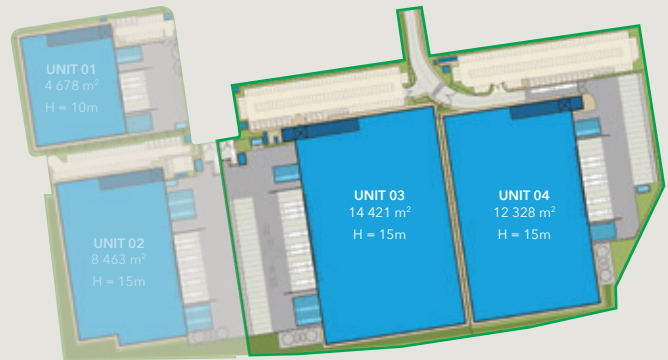 UNIT 01
4 678 m²
H = 10m
UNIT 02
8 463 m²
H = 15m
UNIT 03
14 421 m²
H = 15m
UNIT 04
12 328 m²
H = 15m